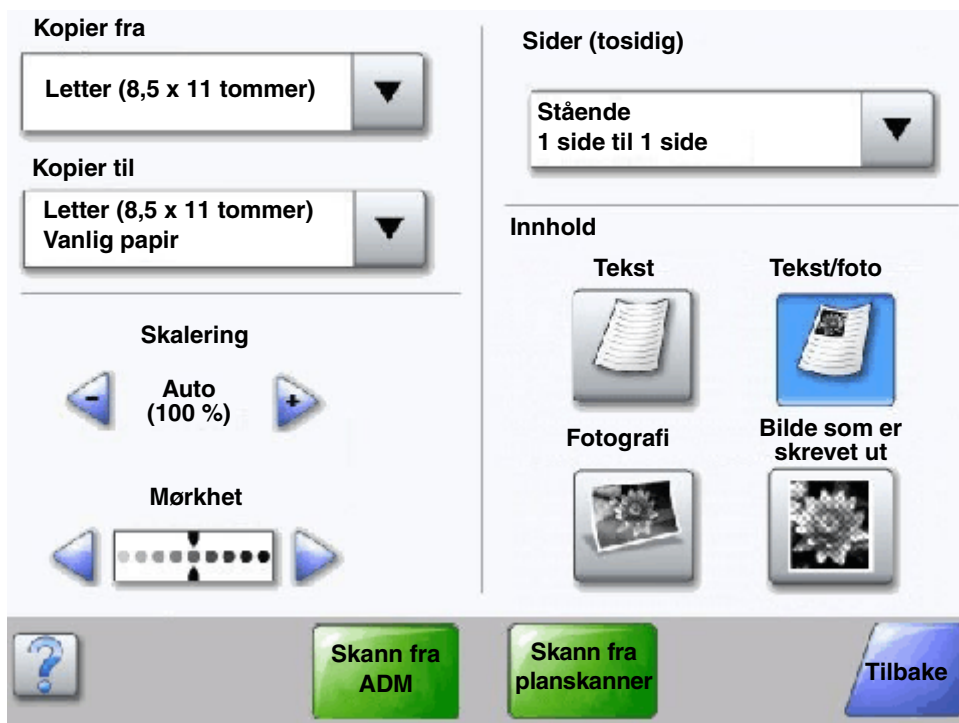 Kopier fra
Letter (8,5 x 11 tommer)
Kopier til
Letter (8,5 x 11 tommer)
Vanlig papir
Skalering
Auto
(100 %)
Mørkhet
Sider (tosidig)
Stående
1 side til 1 side
Innhold
Tekst
Tekst/foto
Fotografi
Bilde som er
skrevet ut
Skann fra
ADM
Skann fra
planskanner
Tilbake